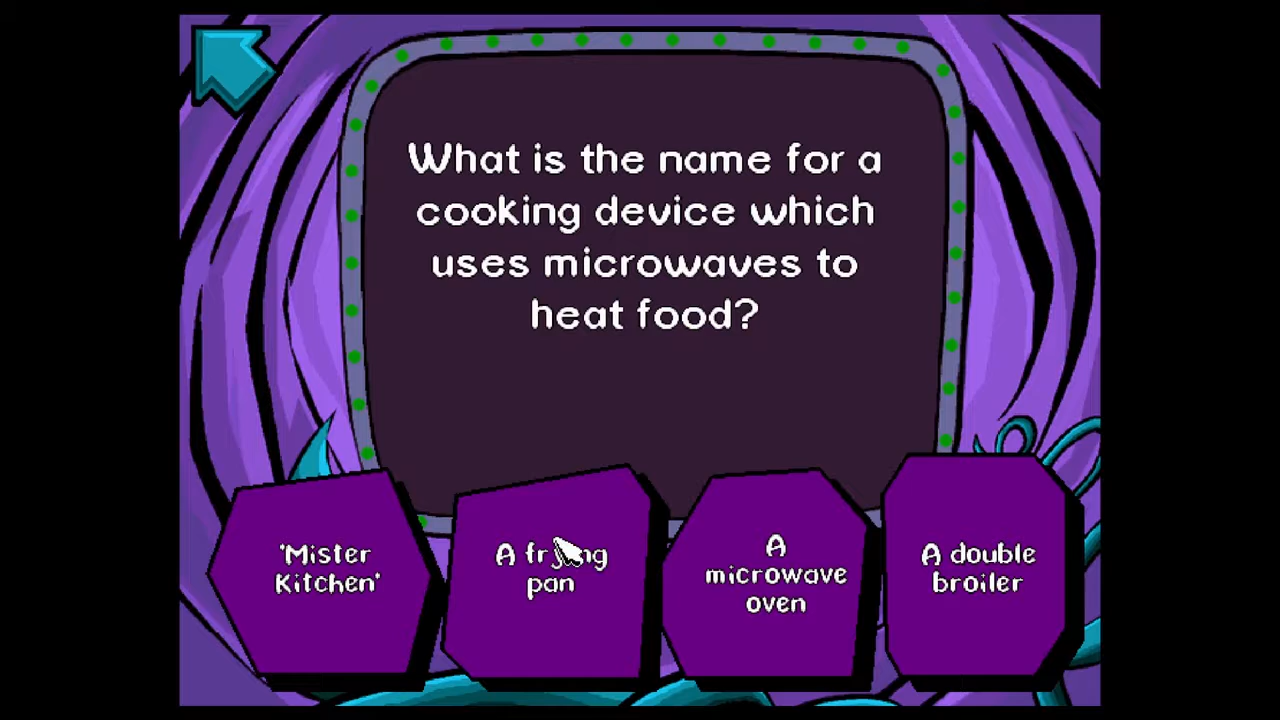 What is the name for a
cooking device which
uses microwaves to
heat food?
'Mister
Kitchen'
A frying
pan
A
microwave
oven
A double
broiler